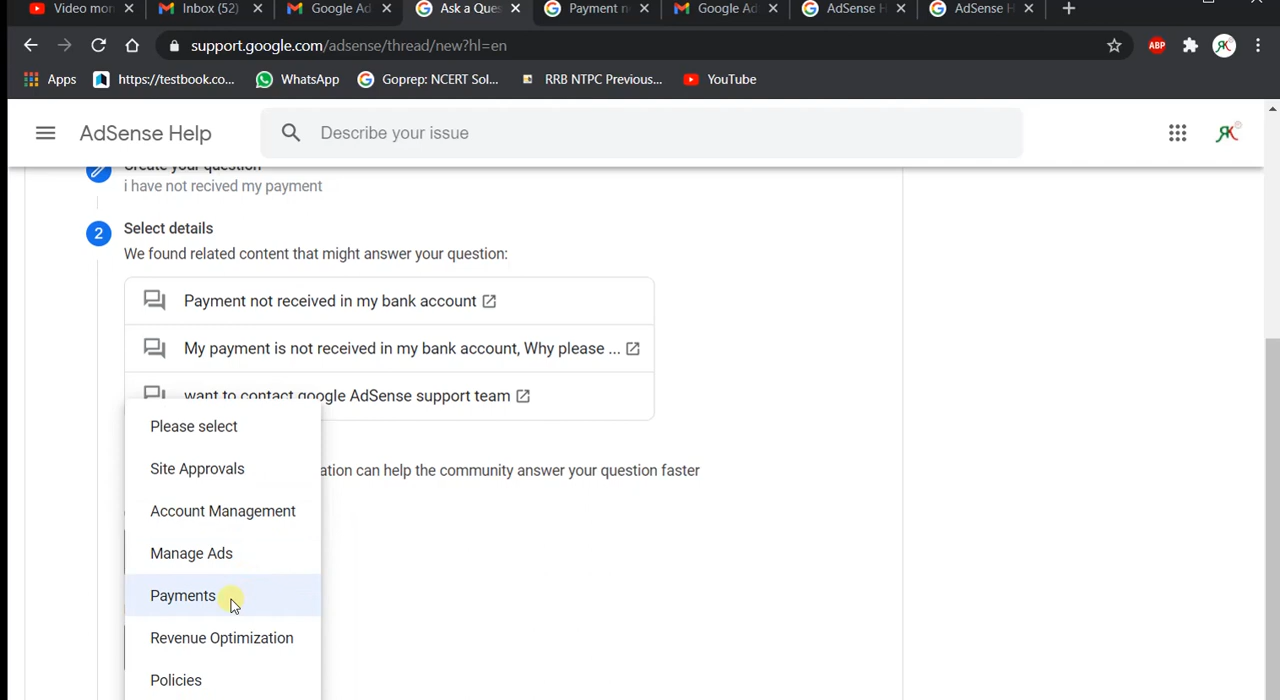 Video mon
Inbox (52)
Google Ad
Ask a Ques
Payment n
Google Ad
AdSense H
AdSense H
support.google.com/adsense/thread/new?hl=en
ABP
RK
Apps
https://testbook.co...
WhatsApp
Goprep: NCERT Sol...
RRB NTPC Previous...
YouTube
AdSense Help
Describe your issue
RK
Create your question
i have not recived my payment
2
Select details
We found related content that might answer your question:
Payment not received in my bank account
My payment is not received in my bank account, Why please ...
want to contact google AdSense support team
Please select
ation can help the community answer your question faster
Site Approvals
Account Management
Manage Ads
Payments
Revenue Optimization
Policies